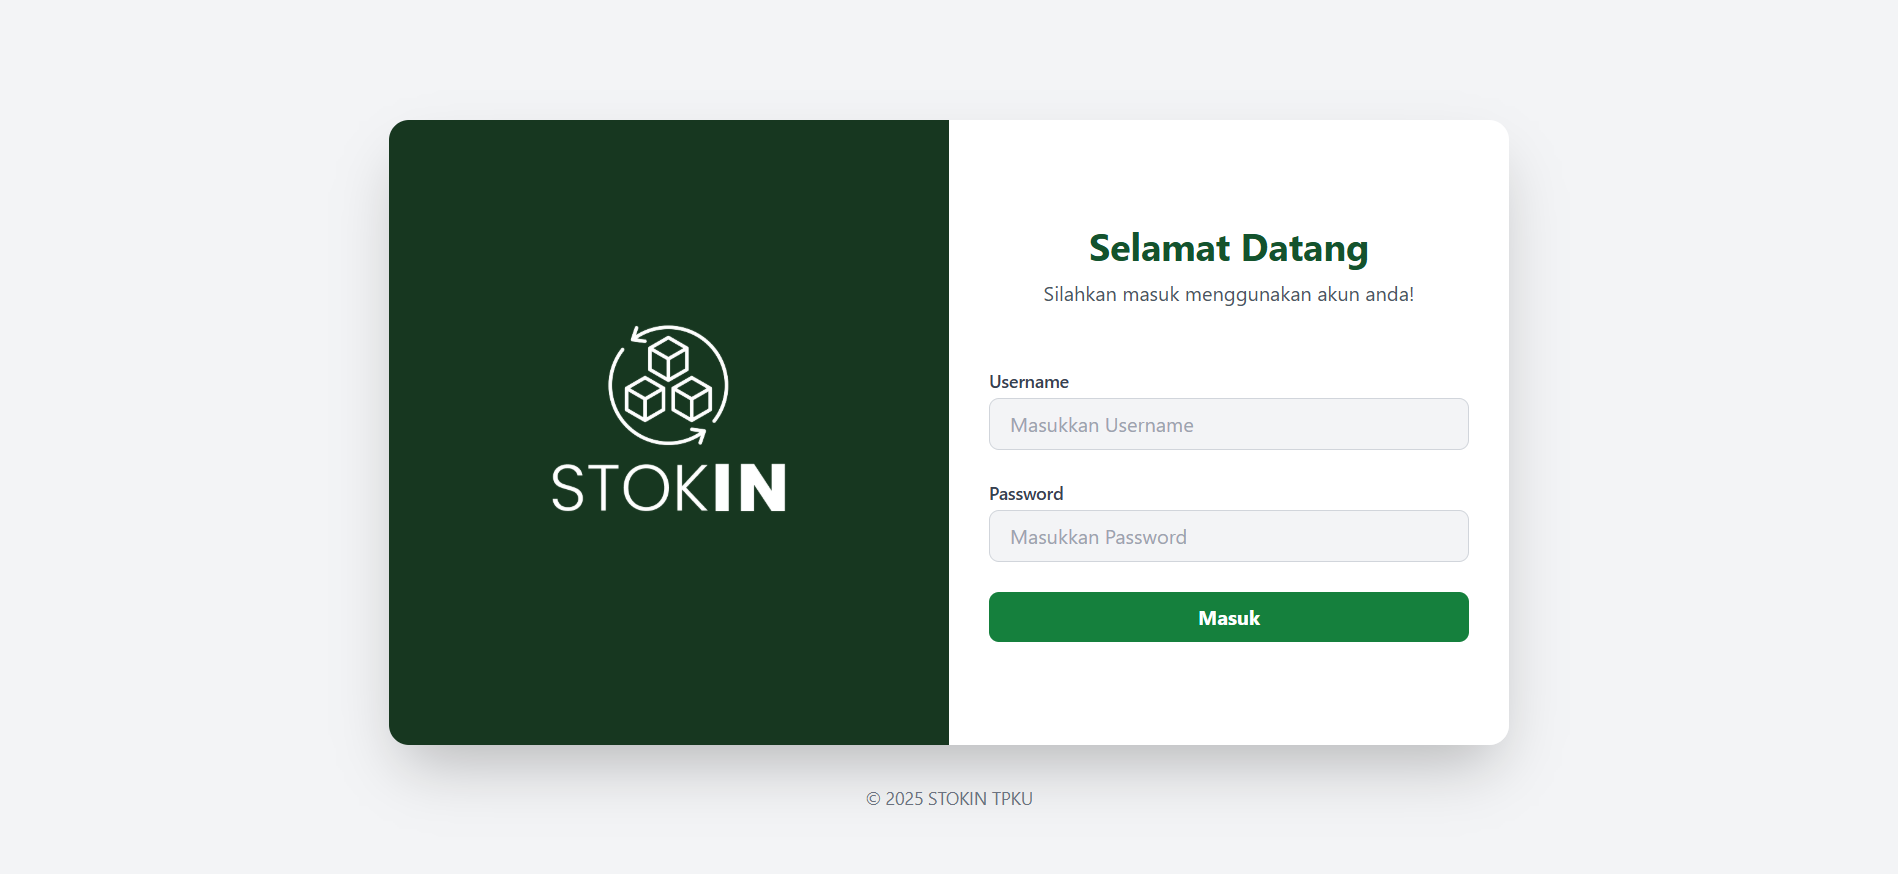 STOKIN
Selamat Datang
Silahkan masuk menggunakan akun anda!
Username
Masukkan Username
Password
Masukkan Password
Masuk
© 2025 STOKIN TPKU